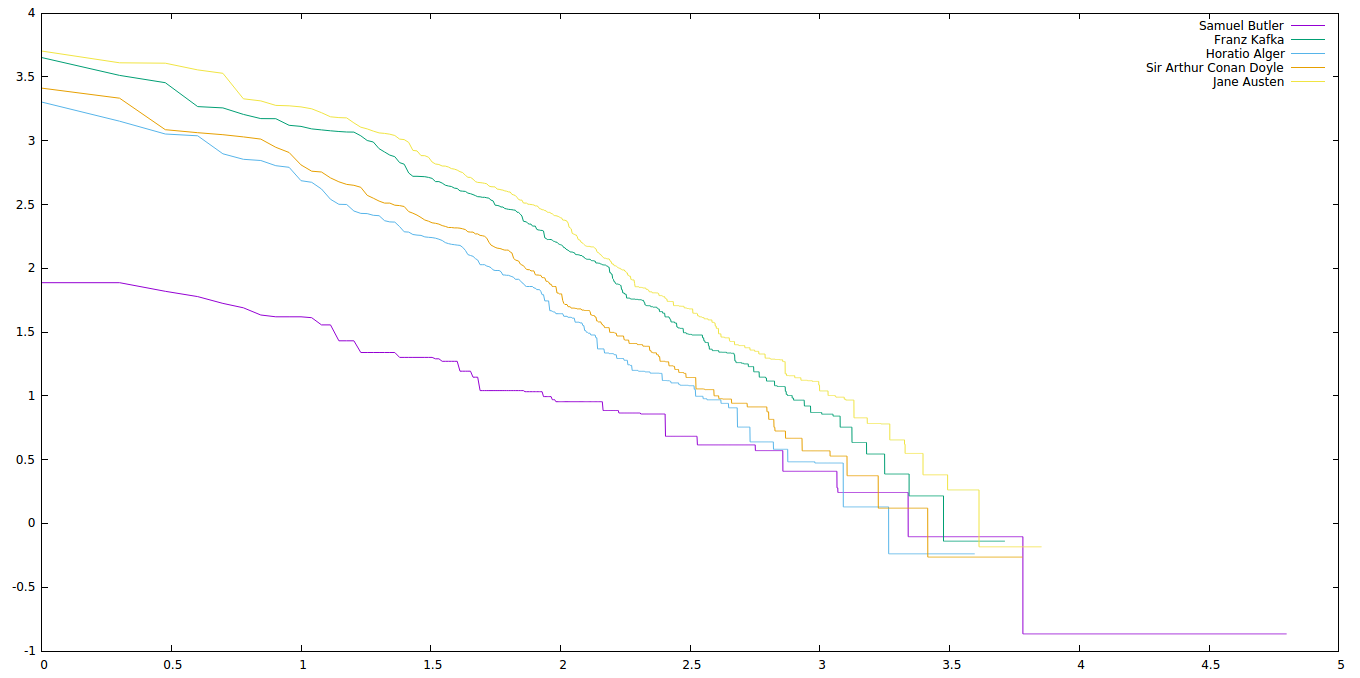 4
3.5
3
2.5
2
1.5
1
0.5
0
-0.5
-1
Samuel Butler
Franz Kafka
Horatio Alger
Sir Arthur Conan Doyle
Jane Austen
0 0.5 1 1.5 2 2.5 3 3.5 4 4.5 5